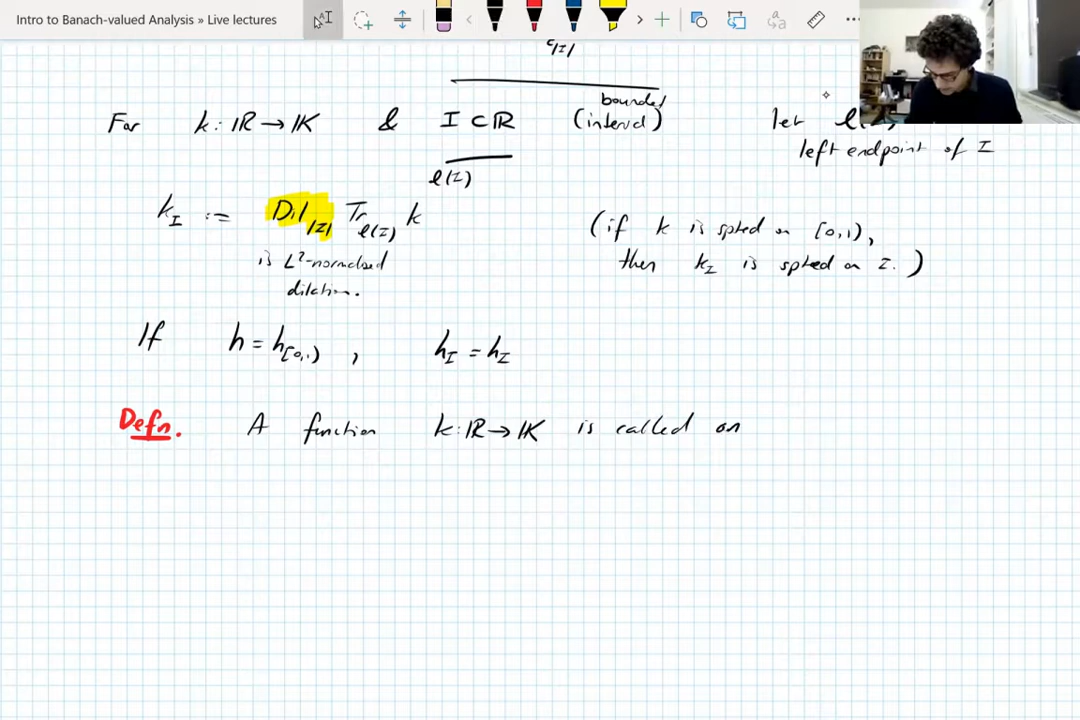 Intro to Banach-valued Analysis » Live lectures
For k: ℝ → 𝕂 & I ⊂ ℝ bounded (interval) let
left endpoint of I
ℓ(I)
k_I := Dil_|I| Tr_ℓ(I) k (if k is spted on [0,1),
is L²-normalised then k_I is spted on I.)
dilation.
If h = h_[0,1) , h_I = h_I
Defn. A function k: ℝ → 𝕂 is called an